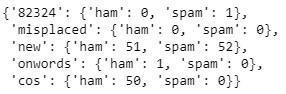 {'82324': {'ham': 0, 'spam': 1},
'misplaced': {'ham': 0, 'spam': 0},
'new': {'ham': 51, 'spam': 52},
'onwords': {'ham': 1, 'spam': 0},
'cos': {'ham': 50, 'spam': 0}}